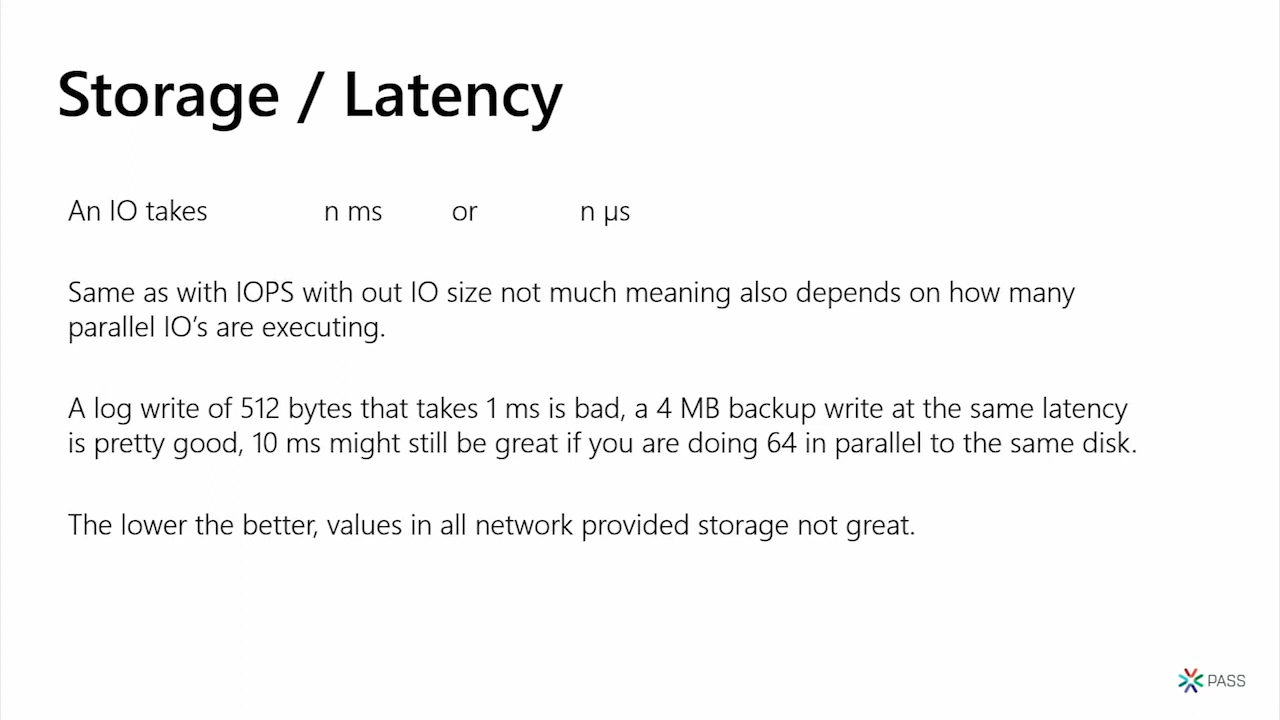 Storage / Latency
An IO takes n ms or n µs
Same as with IOPS with out IO size not much meaning also depends on how many
parallel IO’s are executing.
A log write of 512 bytes that takes 1 ms is bad, a 4 MB backup write at the same latency
is pretty good, 10 ms might still be great if you are doing 64 in parallel to the same disk.
The lower the better, values in all network provided storage not great.
PASS